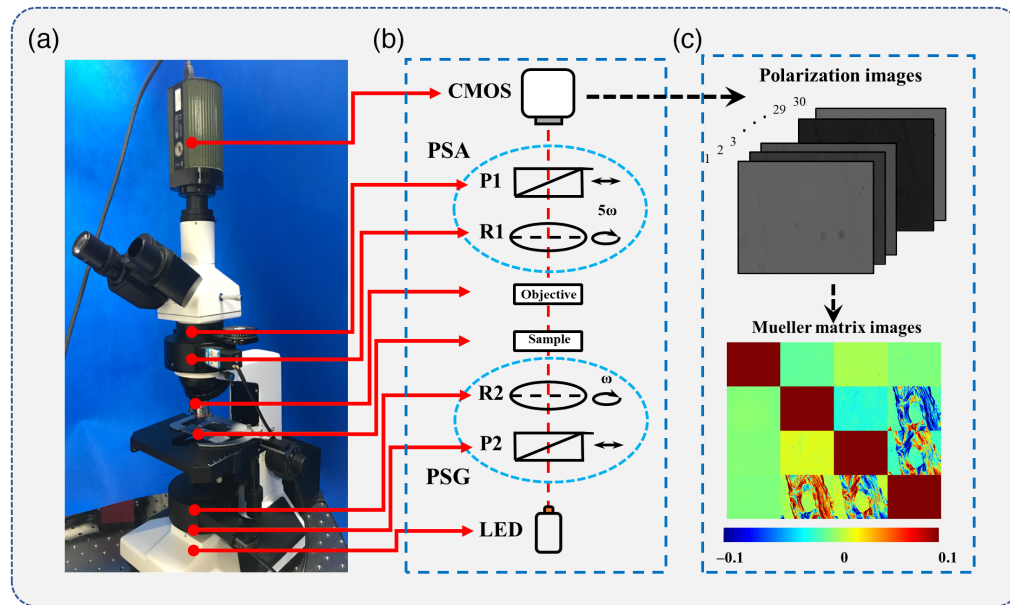 (a)
(b)
(c)
CMOS
PSA
P1
5ω
R1
Objective
Sample
R2
ω
P2
PSG
LED
Polarization images
1 2 3 . . . 29 30
Mueller matrix images
–0.1 0 0.1